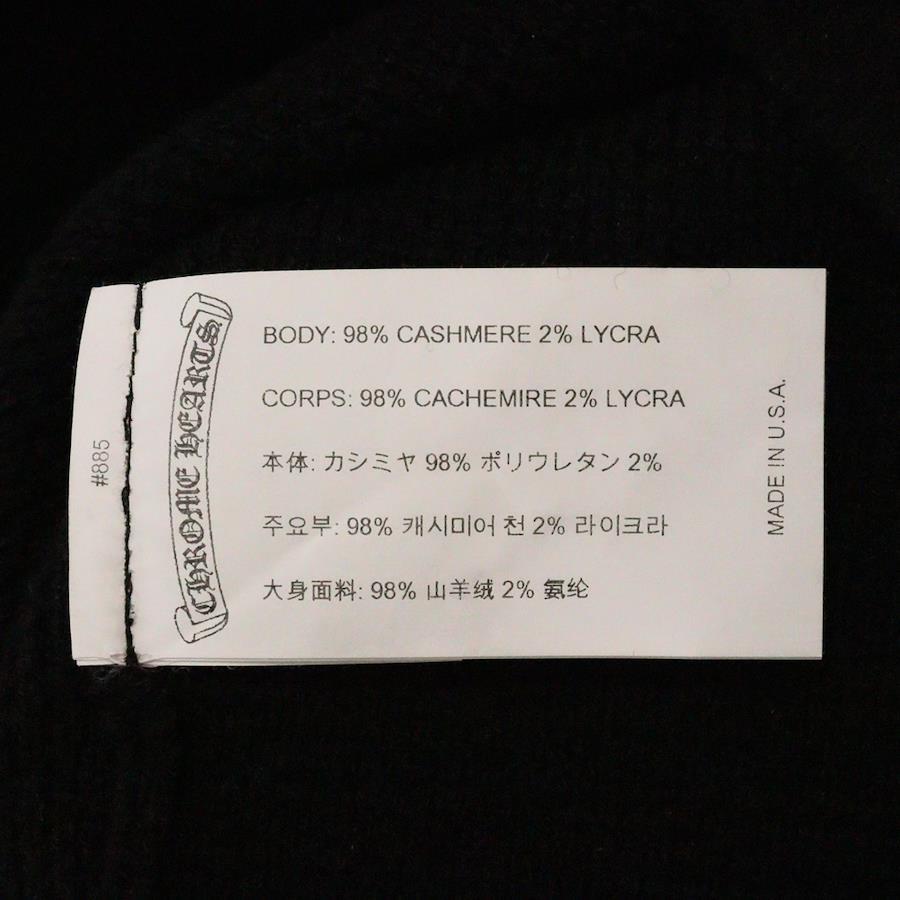 #885
CHROME HEARTS
BODY: 98% CASHMERE 2% LYCRA
CORPS: 98% CACHEMIRE 2% LYCRA
本体: カシミヤ 98% ポリウレタン 2%
주요부: 98% 캐시미어 천 2% 라이크라
大身面料: 98% 山羊绒 2% 氨纶
MADE IN U.S.A.